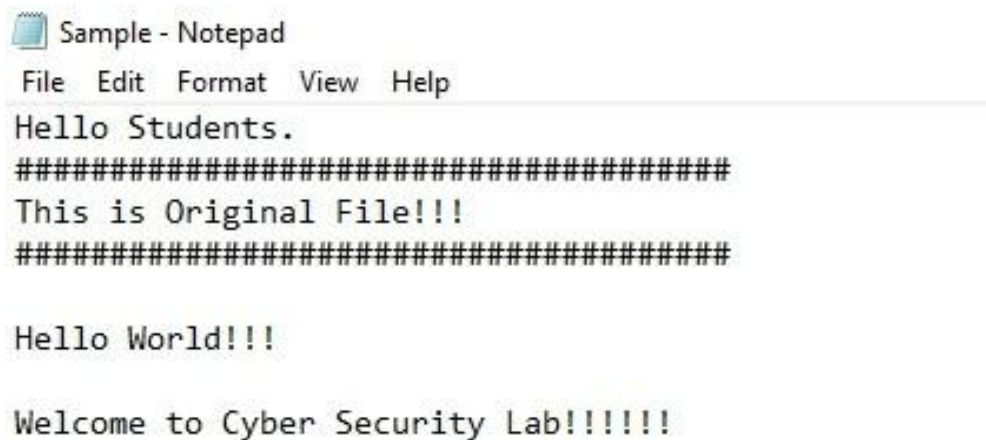 Sample - Notepad
File Edit Format View Help
Hello Students.
######################################
This is Original File!!!
######################################
Hello World!!!
Welcome to Cyber Security Lab!!!!!!